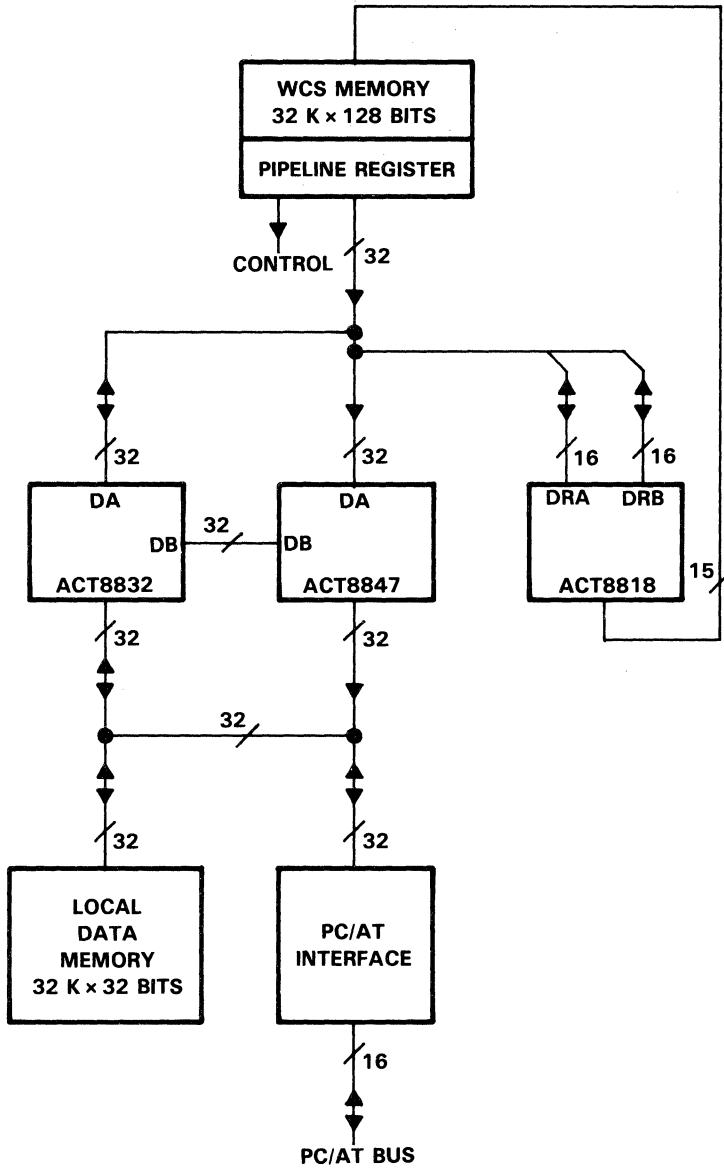 WCS MEMORY
32 K × 128 BITS
PIPELINE REGISTER
CONTROL
32
32
32
16
16
DA
DA
DRA
DRB
DB
32
DB
ACT8832
ACT8847
ACT8818
15
32
32
32
32
32
LOCAL
DATA
MEMORY
32 K × 32 BITS
PC/AT
INTERFACE
16
PC/AT BUS